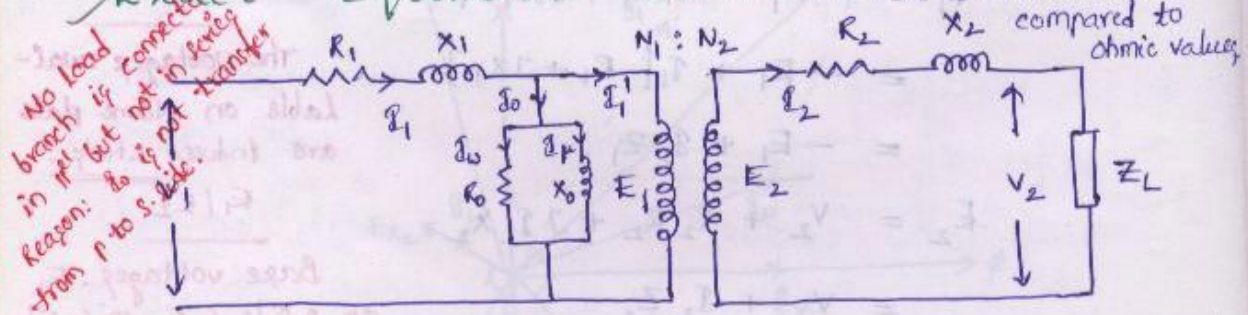 No load
branch is connected
in ||el but not in series
Reason: I₀ is not transfer
from P to S. side.
compared to
ohmic values
R₁
X₁
N₁ : N₂
R₂
X₂
I₁
I₀
I₁'
I₂
Iω
Iμ
R₀
X₀
E₁
E₂
V₂
Z_L